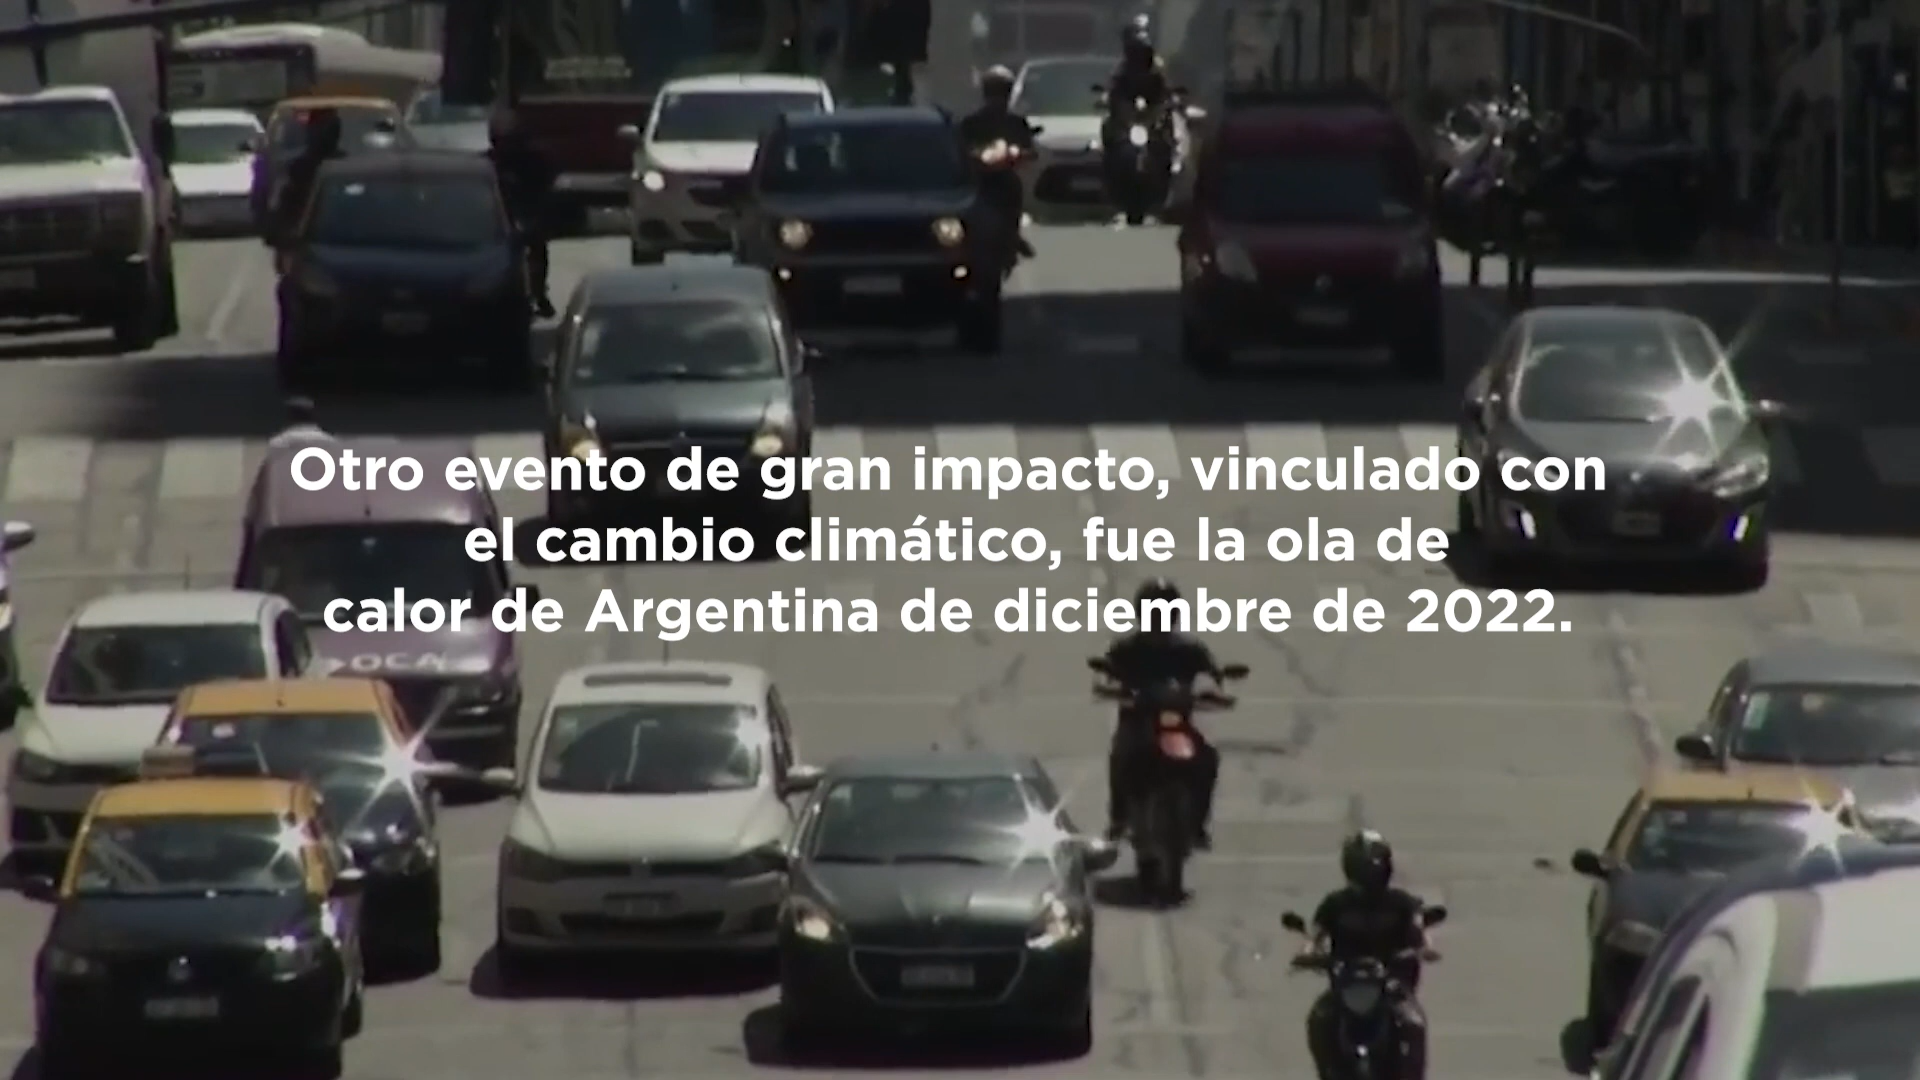 Otro evento de gran impacto, vinculado con
el cambio climático, fue la ola de
calor de Argentina de diciembre de 2022.
OCA